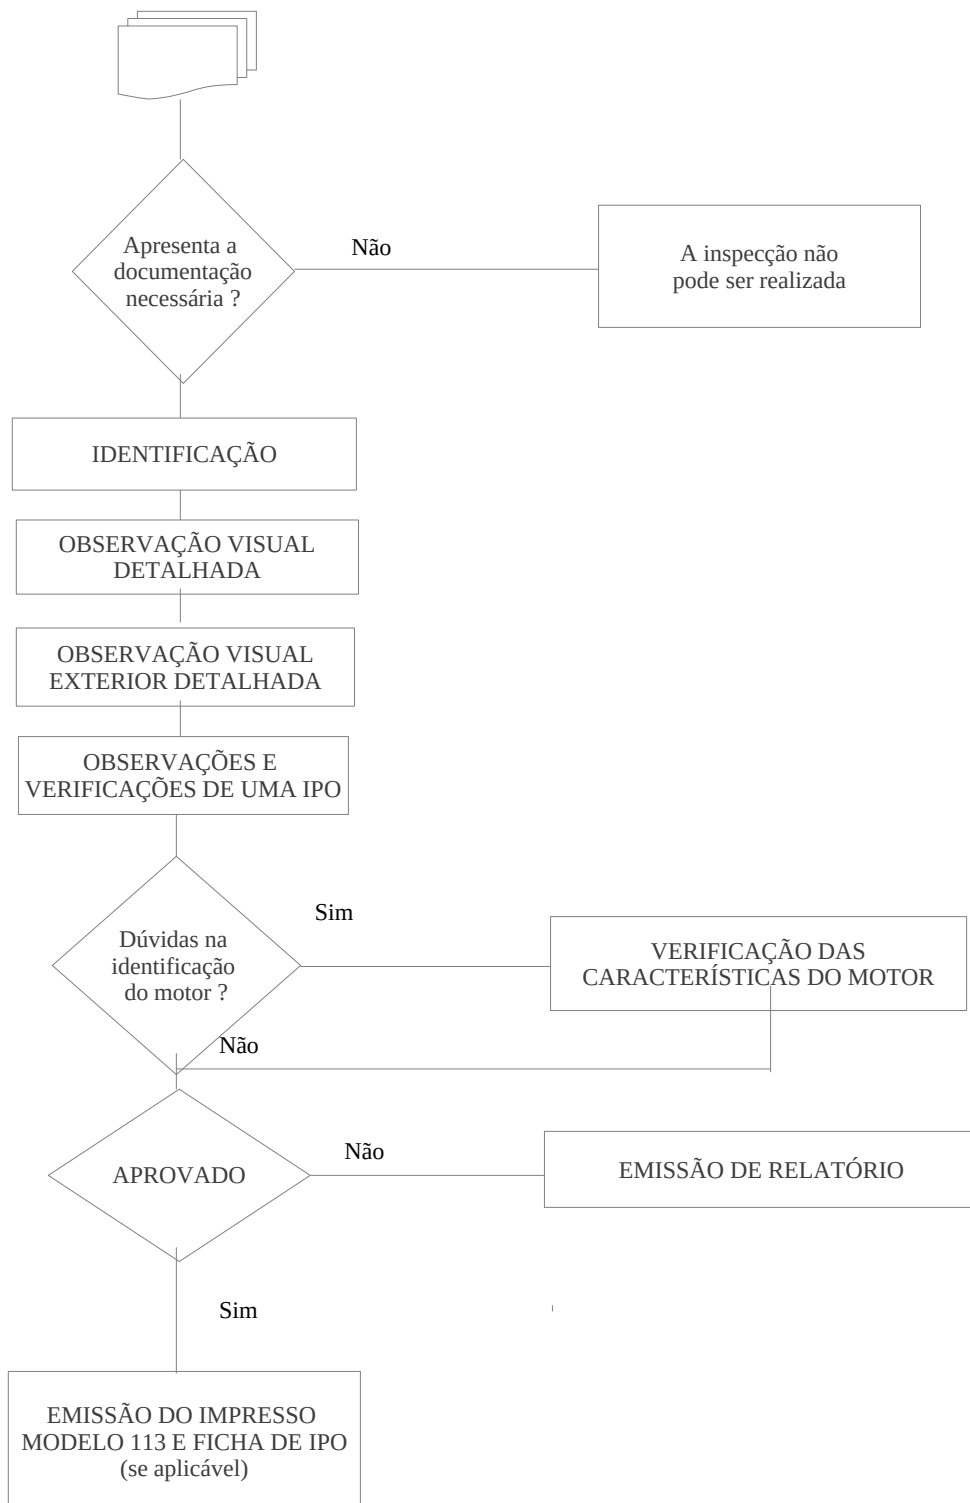 Apresenta a
documentação
necessária ?
Não
A inspecção não
pode ser realizada
IDENTIFICAÇÃO
OBSERVAÇÃO VISUAL
DETALHADA
OBSERVAÇÃO VISUAL
EXTERIOR DETALHADA
OBSERVAÇÕES E
VERIFICAÇÕES DE UMA IPO
Dúvidas na
identificação
do motor ?
Sim
VERIFICAÇÃO DAS
CARACTERÍSTICAS DO MOTOR
Não
APROVADO
Não
EMISSÃO DE RELATÓRIO
Sim
EMISSÃO DO IMPRESSO
MODELO 113 E FICHA DE IPO
(se aplicável)